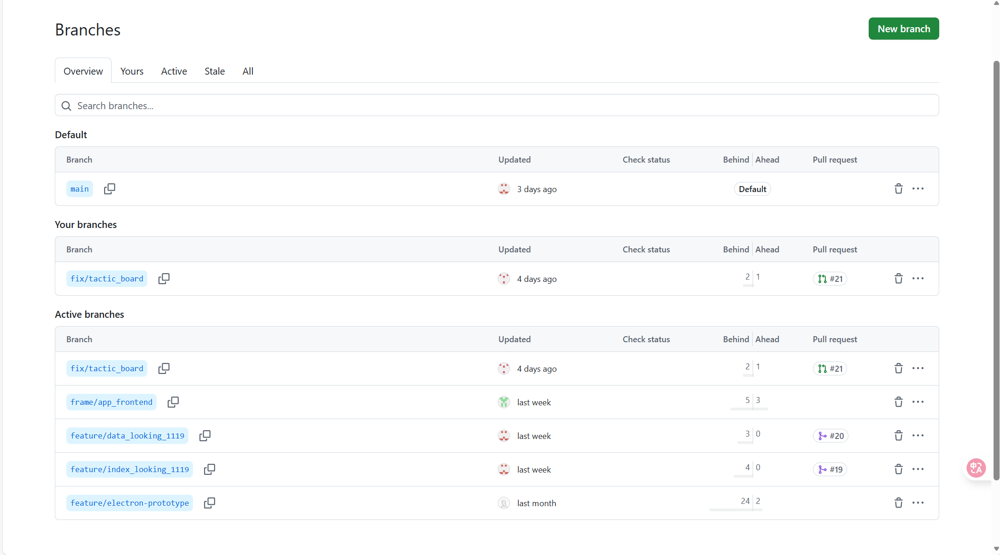 Branches
New branch
Overview Yours Active Stale All
Search branches...
Default
Branch Updated Check status Behind Ahead Pull request
main 3 days ago Default
Your branches
Branch Updated Check status Behind Ahead Pull request
fix/tactic_board 4 days ago 2 1 #21
Active branches
Branch Updated Check status Behind Ahead Pull request
fix/tactic_board 4 days ago 2 1 #21
frame/app_frontend last week 5 3
feature/data_looking_1119 last week 3 0 #20
feature/index_looking_1119 last week 4 0 #19
中A
feature/electron-prototype last month 24 2